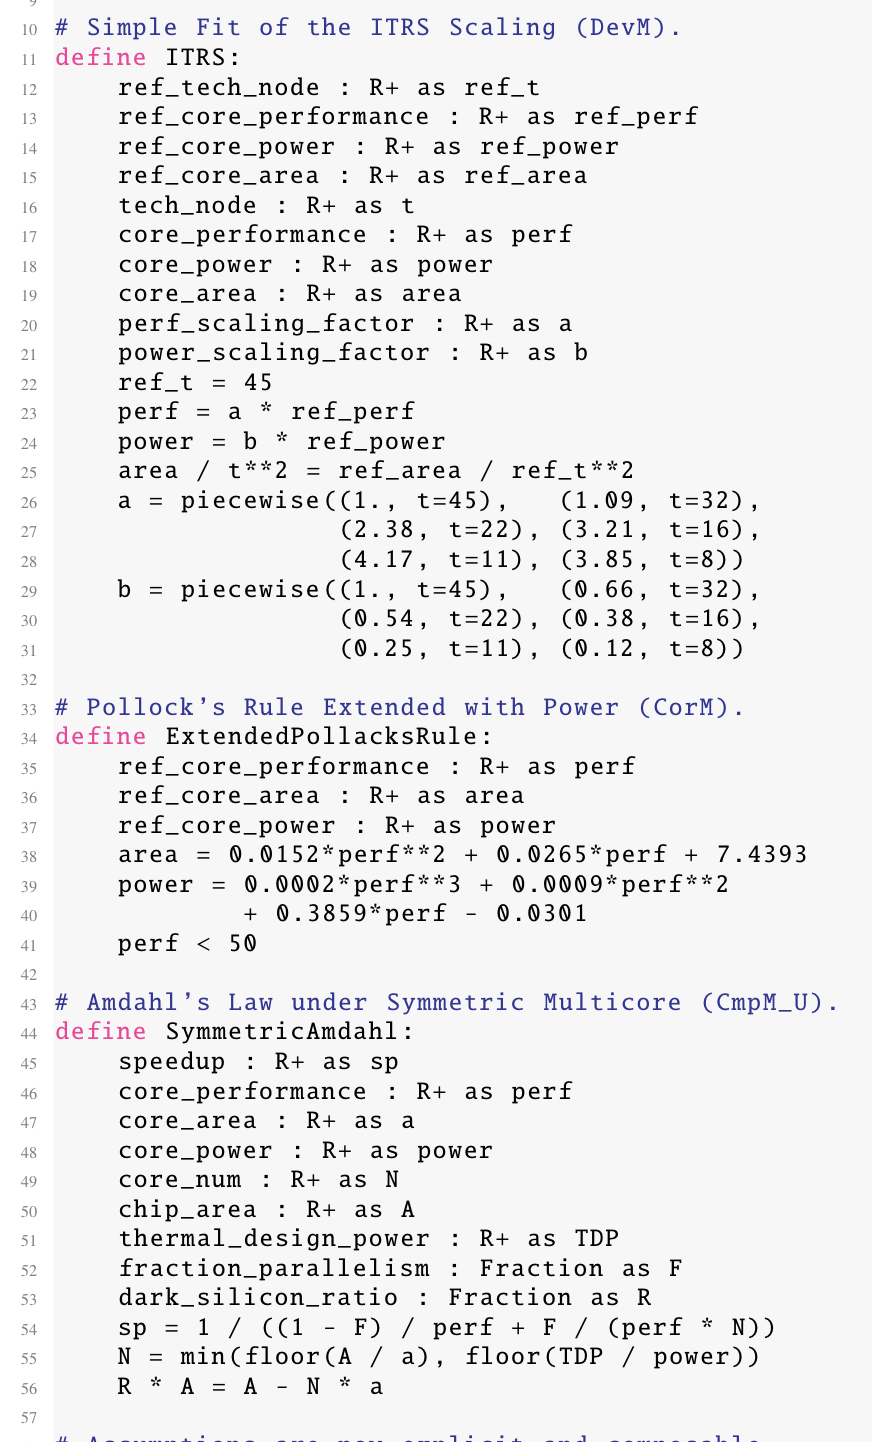 9
10 # Simple Fit of the ITRS Scaling (DevM).
11 define ITRS:
12     ref_tech_node : R+ as ref_t
13     ref_core_performance : R+ as ref_perf
14     ref_core_power : R+ as ref_power
15     ref_core_area : R+ as ref_area
16     tech_node : R+ as t
17     core_performance : R+ as perf
18     core_power : R+ as power
19     core_area : R+ as area
20     perf_scaling_factor : R+ as a
21     power_scaling_factor : R+ as b
22     ref_t = 45
23     perf = a * ref_perf
24     power = b * ref_power
25     area / t**2 = ref_area / ref_t**2
26     a = piecewise((1., t=45),   (1.09, t=32),
27                   (2.38, t=22), (3.21, t=16),
28                   (4.17, t=11), (3.85, t=8))
29     b = piecewise((1., t=45),   (0.66, t=32),
30                   (0.54, t=22), (0.38, t=16),
31                   (0.25, t=11), (0.12, t=8))
32
33 # Pollock's Rule Extended with Power (CorM).
34 define ExtendedPollacksRule:
35     ref_core_performance : R+ as perf
36     ref_core_area : R+ as area
37     ref_core_power : R+ as power
38     area = 0.0152*perf**2 + 0.0265*perf + 7.4393
39     power = 0.0002*perf**3 + 0.0009*perf**2
40             + 0.3859*perf - 0.0301
41     perf < 50
42
43 # Amdahl's Law under Symmetric Multicore (CmpM_U).
44 define SymmetricAmdahl:
45     speedup : R+ as sp
46     core_performance : R+ as perf
47     core_area : R+ as a
48     core_power : R+ as power
49     core_num : R+ as N
50     chip_area : R+ as A
51     thermal_design_power : R+ as TDP
52     fraction_parallelism : Fraction as F
53     dark_silicon_ratio : Fraction as R
54     sp = 1 / ((1 - F) / perf + F / (perf * N))
55     N = min(floor(A / a), floor(TDP / power))
56     R * A = A - N * a
57